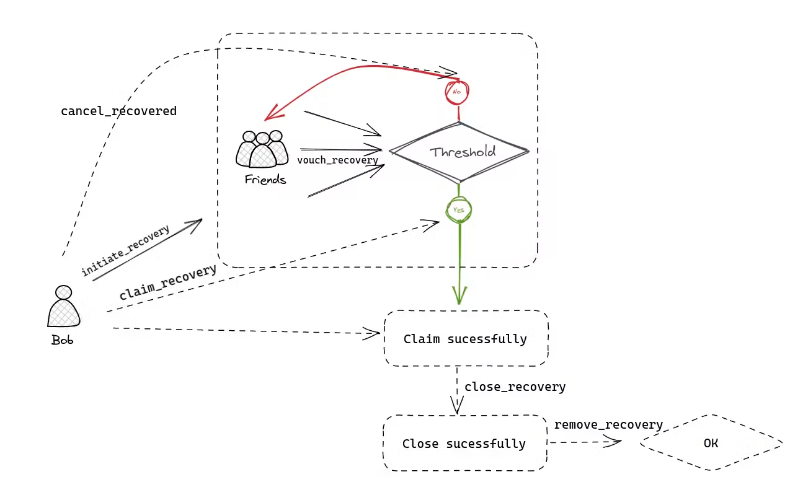 NO
cancel_recovered
Threshold
vouch_recovery
Friends
YES
initiate_recovery
claim_recovery
Bob
Claim sucessfully
close_recovery
remove_recovery
Close sucessfully
OK